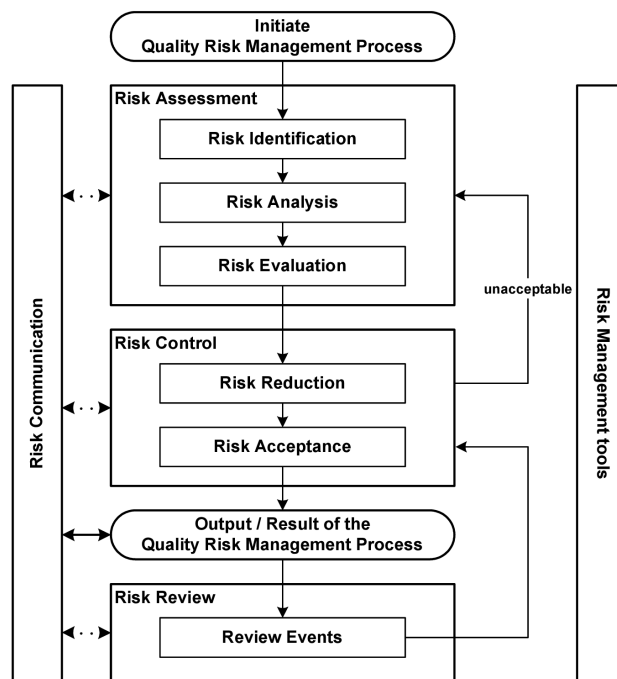 Initiate
Quality Risk Management Process
Risk Assessment
Risk Identification
Risk Analysis
Risk Evaluation
unacceptable
Risk Control
Risk Reduction
Risk Acceptance
Output / Result of the
Quality Risk Management Process
Risk Review
Review Events
Risk Communication
Risk Management tools